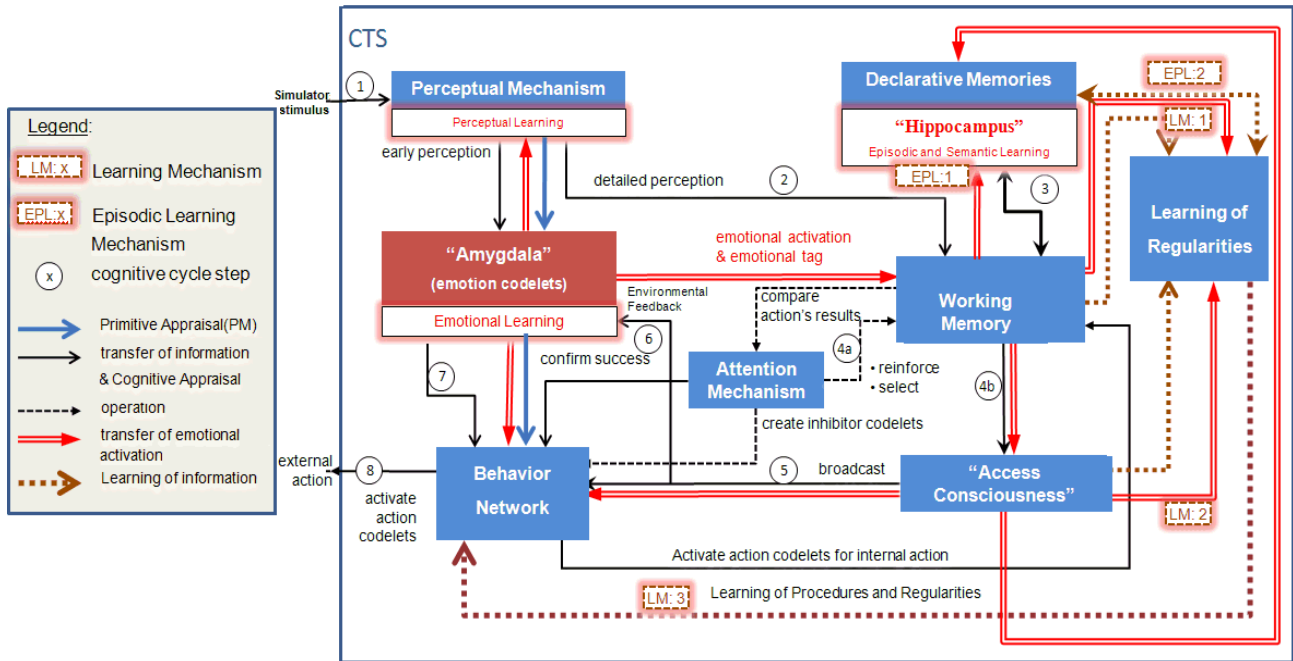 CTS
Simulator
stimulus
1
Perceptual Mechanism
Perceptual Learning
early perception
detailed perception
2
Declarative Memories
"Hippocampus"
Episodic and Semantic Learning
EPL:1
3
EPL:2
LM: 1
Learning of
Regularities
Legend:
LM: x
Learning Mechanism
EPL:x
Episodic Learning
Mechanism
x
cognitive cycle step
Primitive Appraisal(PM)
transfer of information
& Cognitive Appraisal
operation
transfer of emotional
activation
Learning of information
"Amygdala"
(emotion codelets)
Emotional Learning
emotional activation
& emotional tag
Environmental
Feedback
6
confirm success
7
compare
action's results
4a
Attention
Mechanism
• reinforce
• select
Working
Memory
4b
create inhibitor codelets
external
action
8
activate
action
codelets
Behavior
Network
5
broadcast
"Access
Consciousness"
LM: 2
Activate action codelets for internal action
LM: 3
Learning of Procedures and Regularities